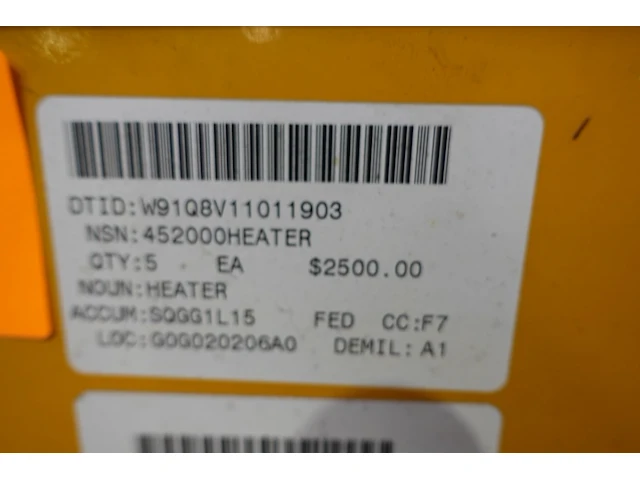 DTID:W91Q8V11011903
NSN:452000HEATER
QTY:5 EA $2500.00
NOUN:HEATER
ACCUM:SQGG1L15 FED CC:F7
LOC:G0G020206A0 DEMIL:A1